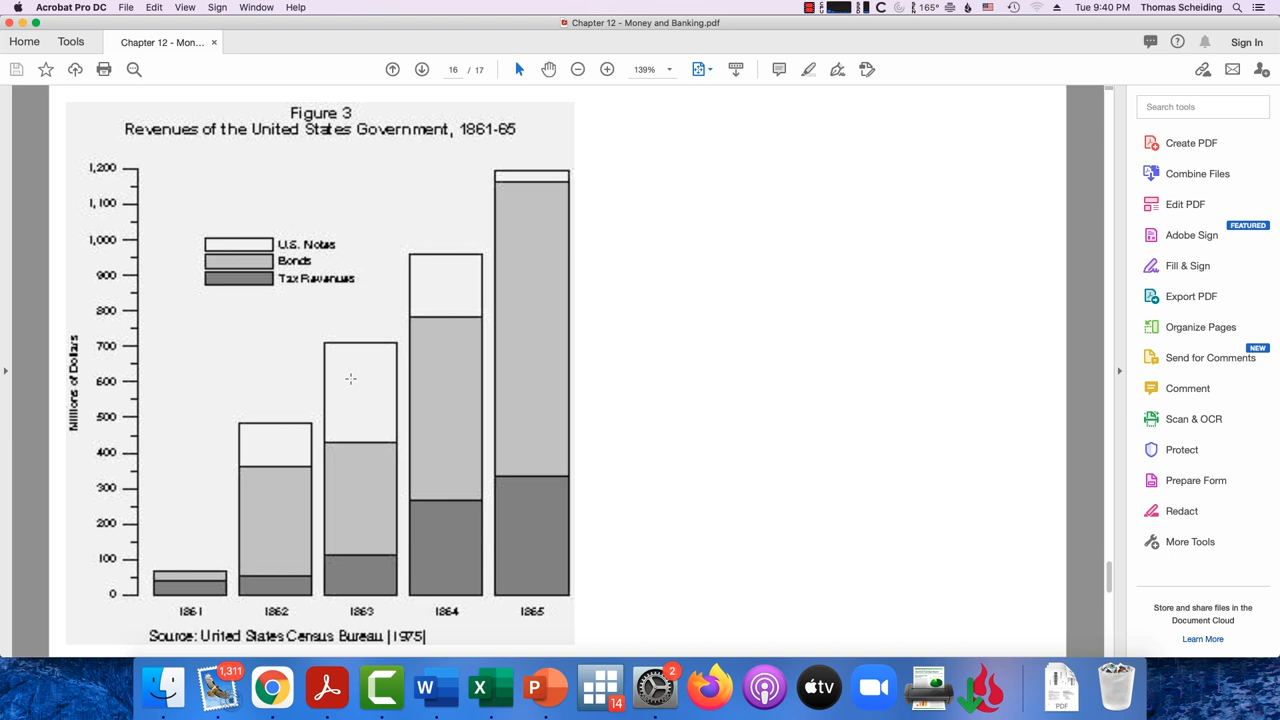 Acrobat Pro DC File Edit View Sign Window Help 165° Tue 9:40 PM Thomas Scheiding
Chapter 12 - Money and Banking.pdf
Home Tools Chapter 12 - Mon... × Sign In
16 / 17 139%
Search tools
Figure 3
Revenues of the United States Government, 1861-65
1,200
1,100
1,000
900
800
700
600
500
400
300
200
100
0
Millions of Dollars
U.S. Notes
Bonds
Tax Revenues
1861 1862 1863 1864 1865
Source: United States Census Bureau [1975]
Create PDF
Combine Files
Edit PDF
FEATURED
Adobe Sign
Fill & Sign
Export PDF
Organize Pages
NEW
Send for Comments
Comment
Scan & OCR
Protect
Prepare Form
Redact
More Tools
Store and share files in the
Document Cloud
Learn More
1,311
W X P 14 2 tv
PDF